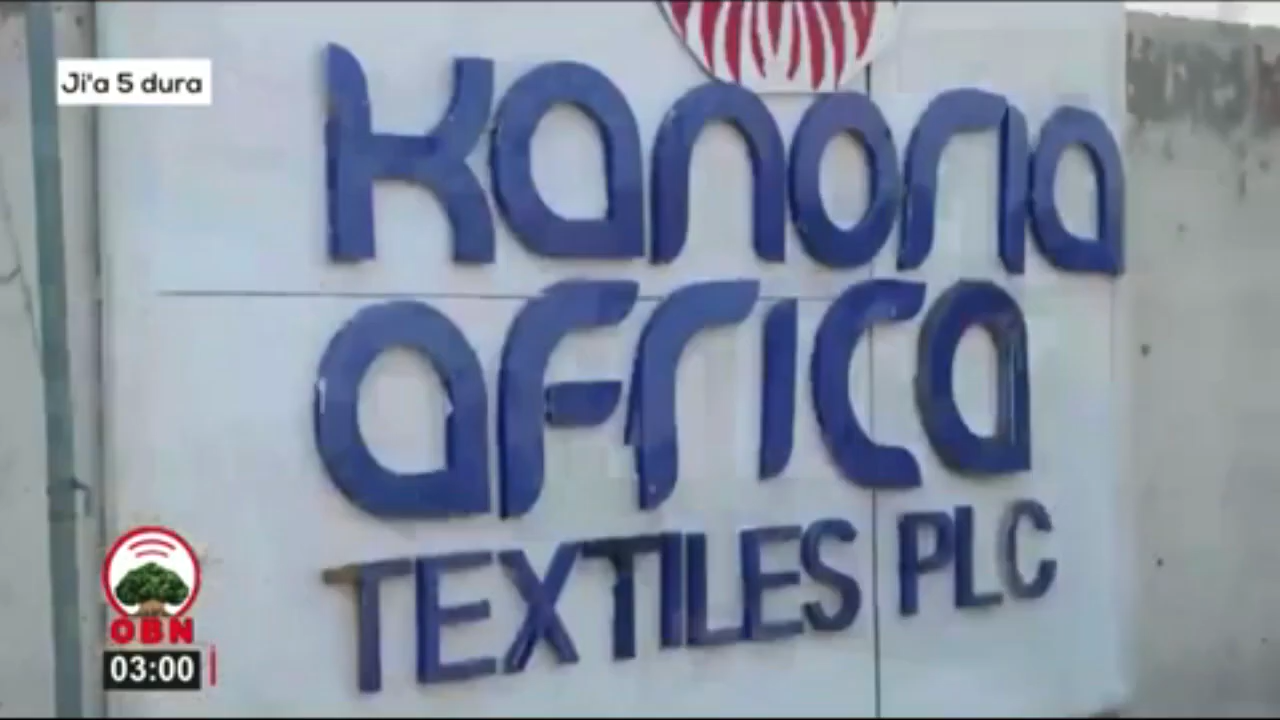 Ji'a 5 dura
Kanoria
africa
TEXTILES PLC
OBN
03:00